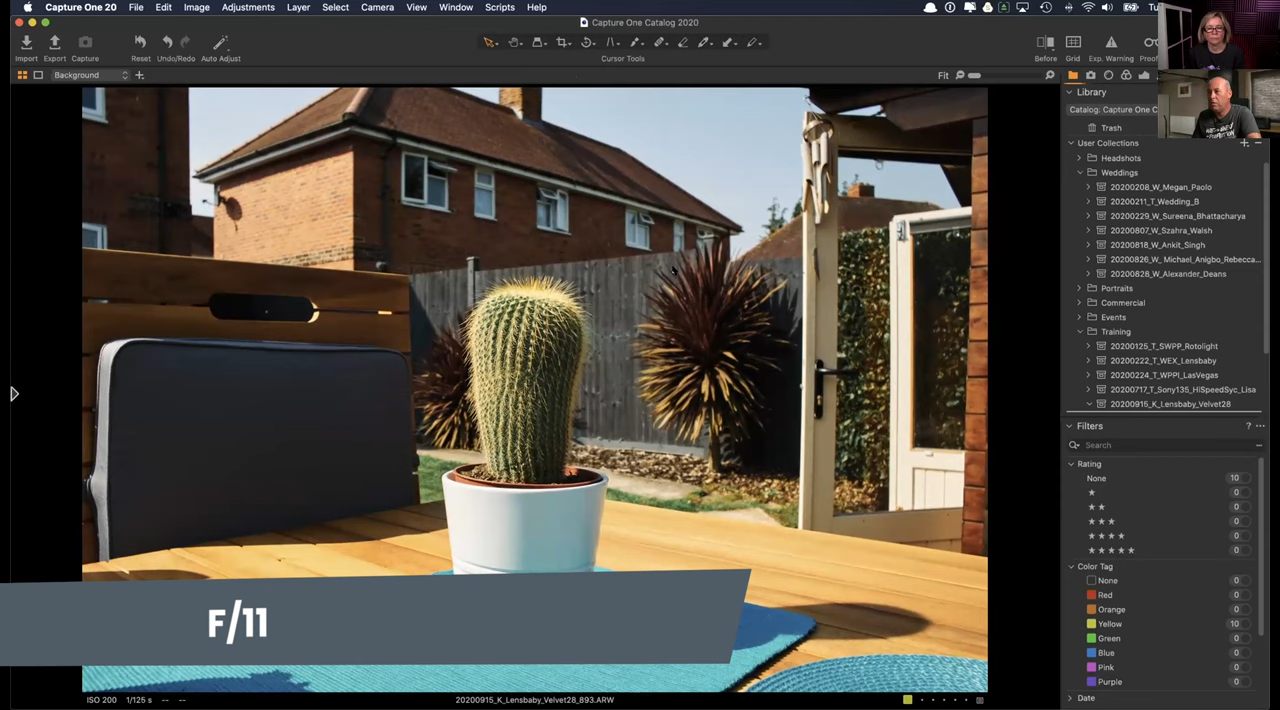 Capture One 20 File Edit Image Adjustments Layer Select Camera View Window Scripts Help
Capture One Catalog 2020
Import Export Capture Reset Undo/Redo Auto Adjust Cursor Tools Before Grid Exp. Warning
Background
Fit
Library
Catalog: Capture One C
Trash
User Collections
Headshots
Weddings
20200208_W_Megan_Paolo
20200211_T_Wedding_B
20200229_W_Sureena_Bhattacharya
20200807_W_Szahra_Walsh
20200818_W_Ankit_Singh
20200826_W_Michael_Anigbo_Rebecca...
20200828_W_Alexander_Deans
Portraits
Commercial
Events
Training
20200125_T_SWPP_Rotolight
20200222_T_WEX_Lensbaby
20200224_T_WPPI_LasVegas
20200717_T_Sony135_HiSpeedSyc_Lisa
20200915_K_Lensbaby_Velvet28
Filters ? ...
Search
Rating
None 10
★ 0
★ ★ 0
★ ★ ★ 0
★ ★ ★ ★ 0
★ ★ ★ ★ ★ 0
Color Tag
None 0
Red 0
Orange 0
Yellow 10
Green 0
Blue 0
Pink 0
Purple 0
Date
F/11
ISO 200 1/125 s -- -- 20200915_K_Lensbaby_Velvet28_893.ARW